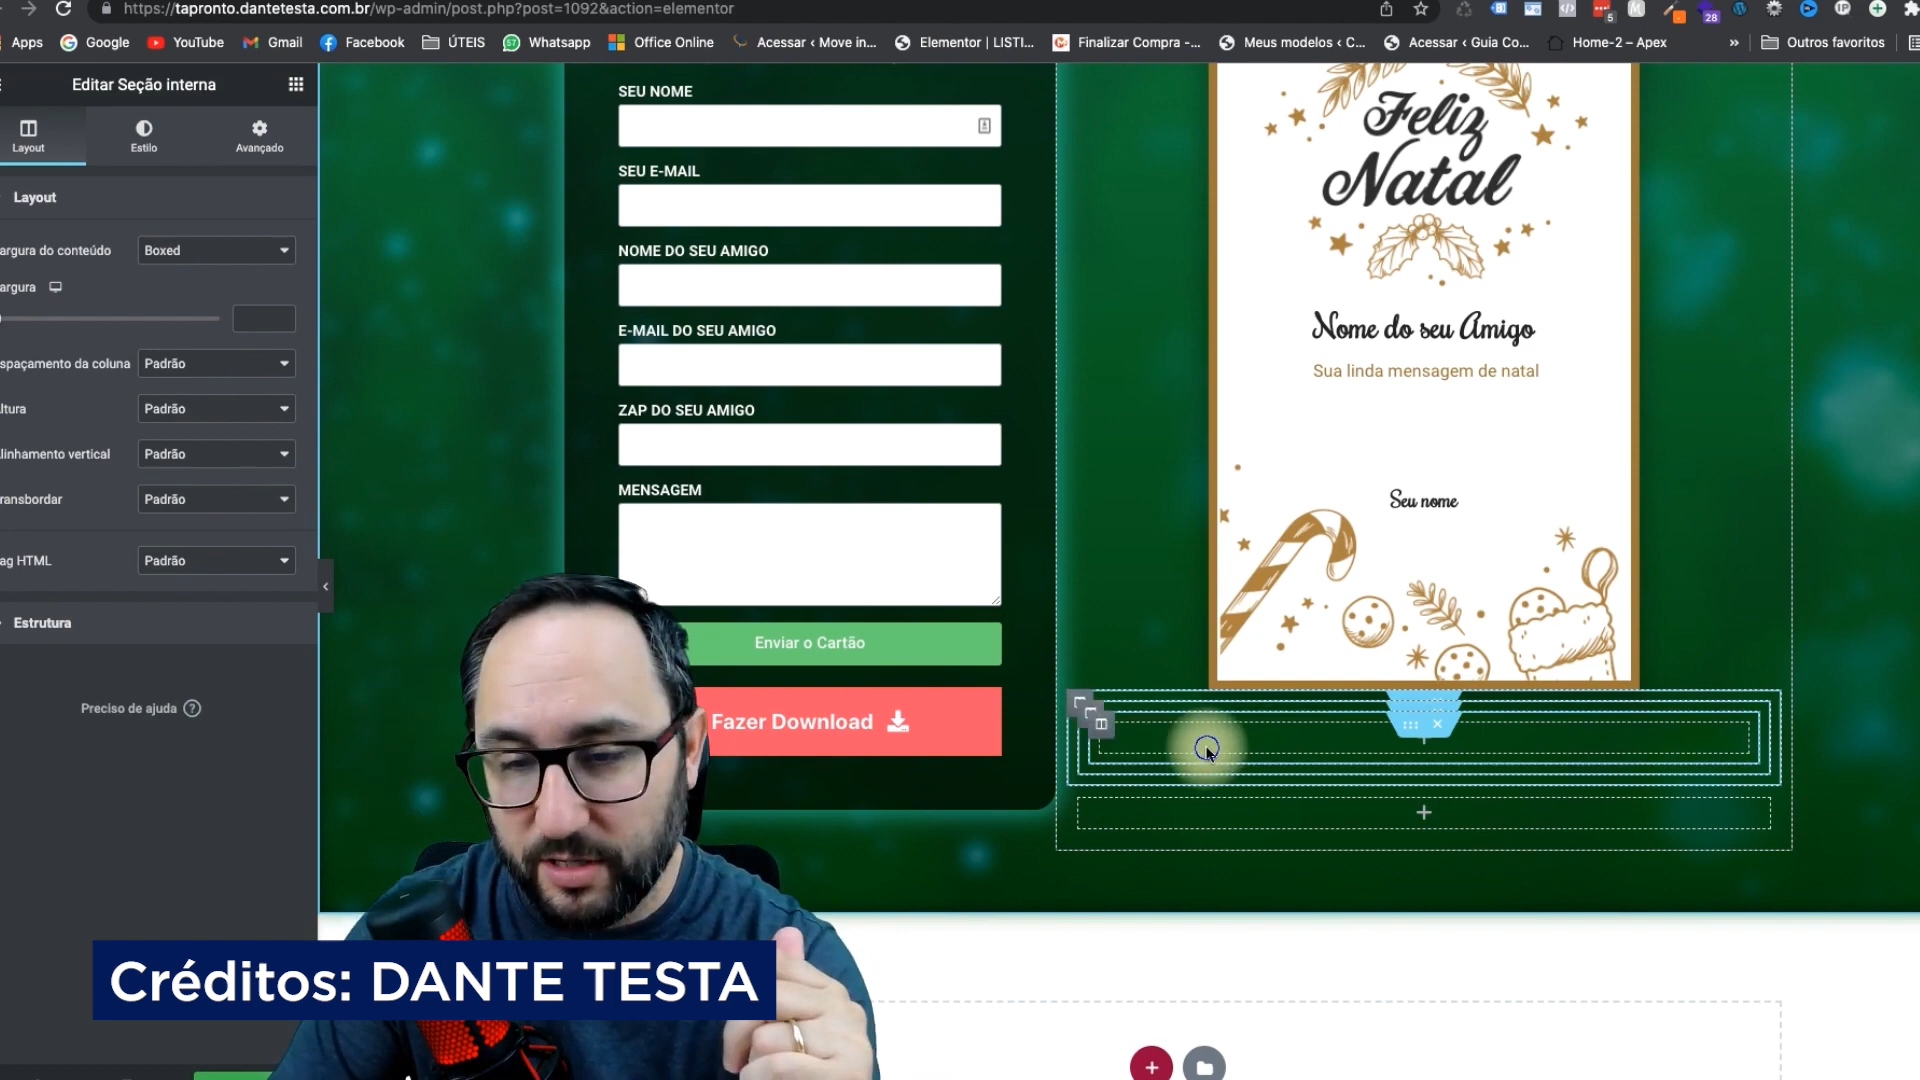 https://tapronto.dantetesta.com.br/wp-admin/post.php?post=1092&action=elementor
5
28
Apps
Google
YouTube
Gmail
Facebook
ÚTEIS
Whatsapp
Office Online
Acessar ‹ Move in...
Elementor | LISTI...
Finalizar Compra -...
Meus modelos ‹ C...
Acessar ‹ Guia Co...
Home-2 – Apex
»
Outros favoritos
Editar Seção interna
Layout
Estilo
Avançado
Layout
argura do conteúdo
Boxed
argura
spaçamento da coluna
Padrão
ltura
Padrão
linhamento vertical
Padrão
ransbordar
Padrão
ag HTML
Padrão
Estrutura
Preciso de ajuda ?
SEU NOME
SEU E-MAIL
NOME DO SEU AMIGO
E-MAIL DO SEU AMIGO
ZAP DO SEU AMIGO
MENSAGEM
Enviar o Cartão
Fazer Download
Feliz
Natal
Nome do seu Amigo
Sua linda mensagem de natal
Seu nome
Créditos: DANTE TESTA